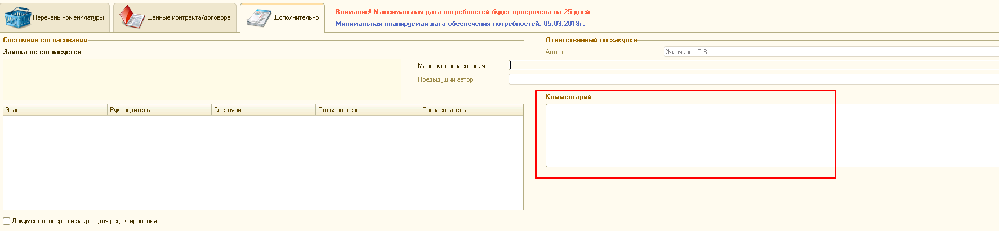 Перечень номенклатуры
Данные контракта/договора
Дополнительно
Внимание! Максимальная дата потребностей будет просрочена на 25 дней.
Минимальная планируемая дата обеспечения потребностей: 05.03.2018г.
Состояние согласования
Заявка не согласуется
Ответственный по закупке
Автор: Жирякова О.В.
Маршрут согласования:
Предыдущий автор:
Комментарий
Этап Руководитель Состояние Пользователь Согласователь
Документ проверен и закрыт для редактирования